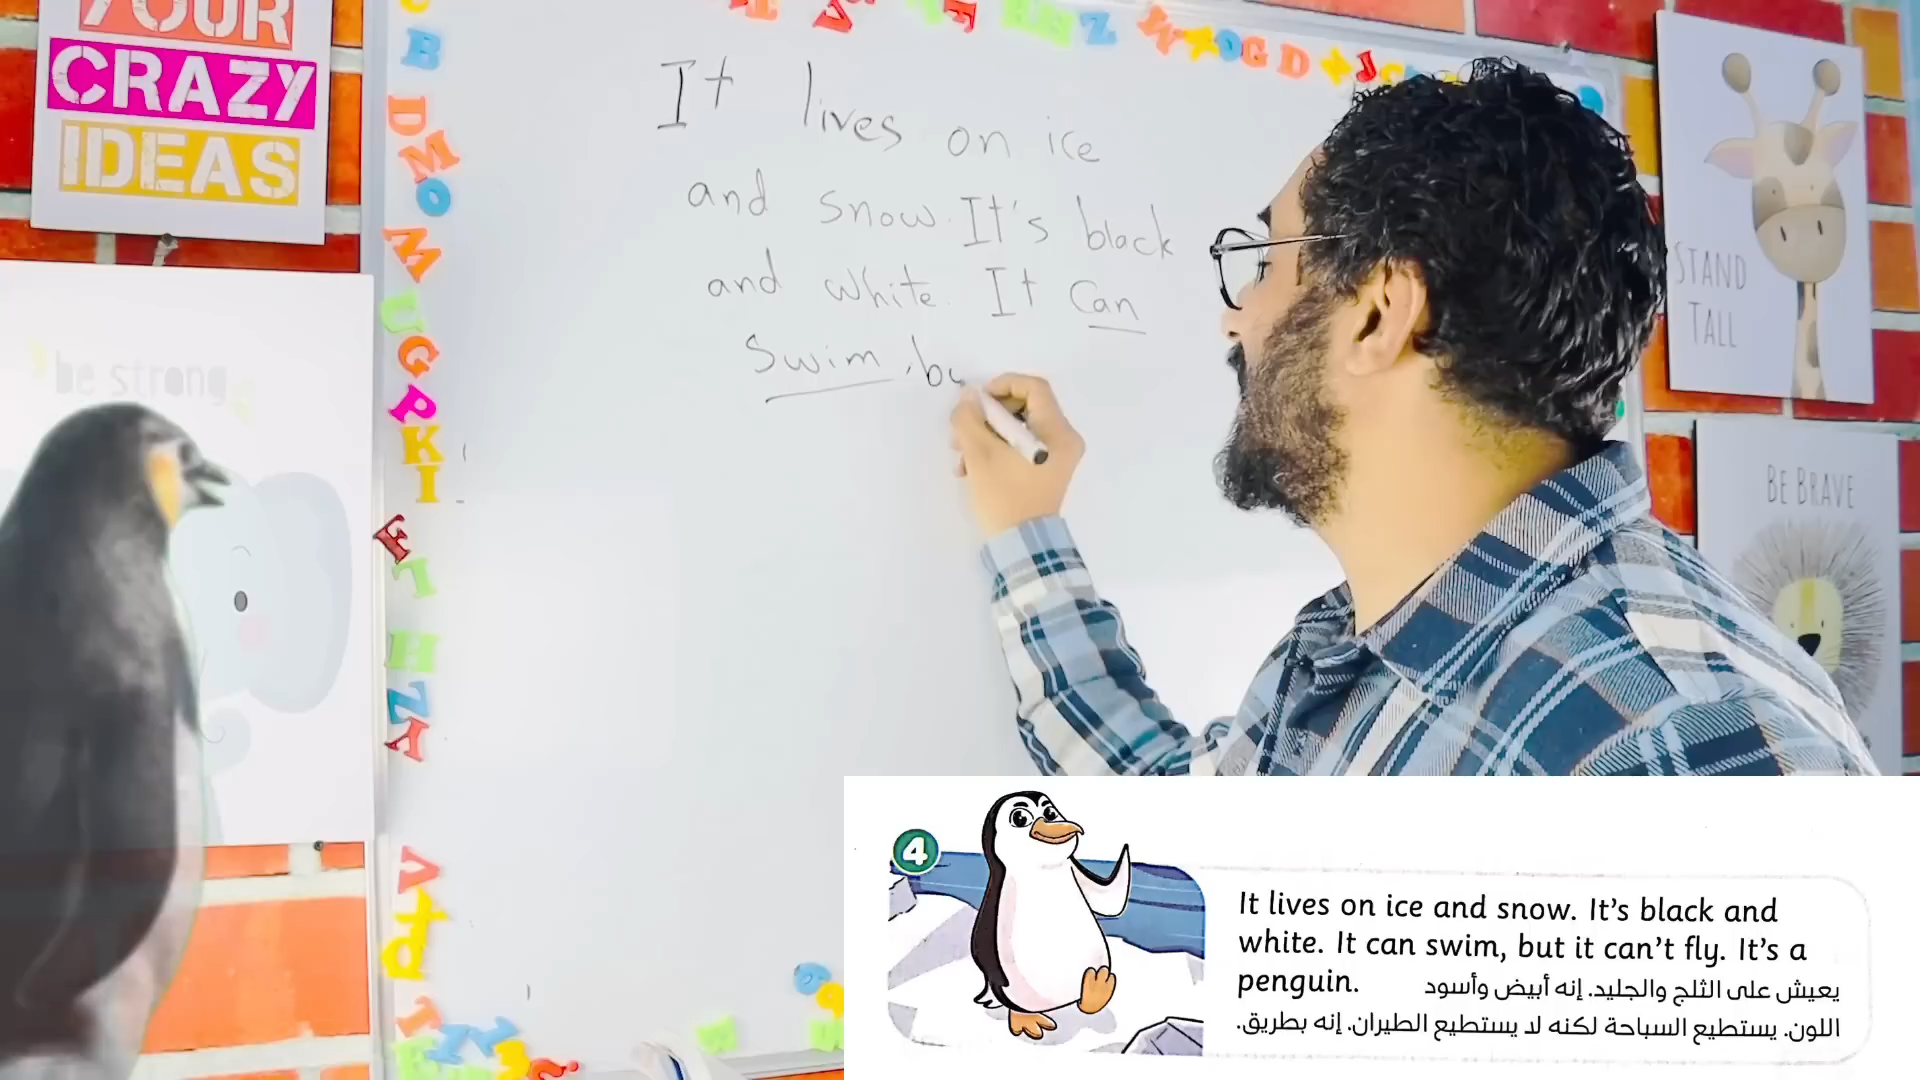 YOUR
CRAZY
IDEAS
be strong
It lives on ice
and snow. It's black
and white. It can
Swim, bu
STAND
TALL
BE BRAVE
4
It lives on ice and snow. It's black and
white. It can swim, but it can't fly. It's a
penguin.
يعيش على الثلج والجليد. إنه أبيض وأسود
اللون. يستطيع السباحة لكنه لا يستطيع الطيران. إنه بطريق.